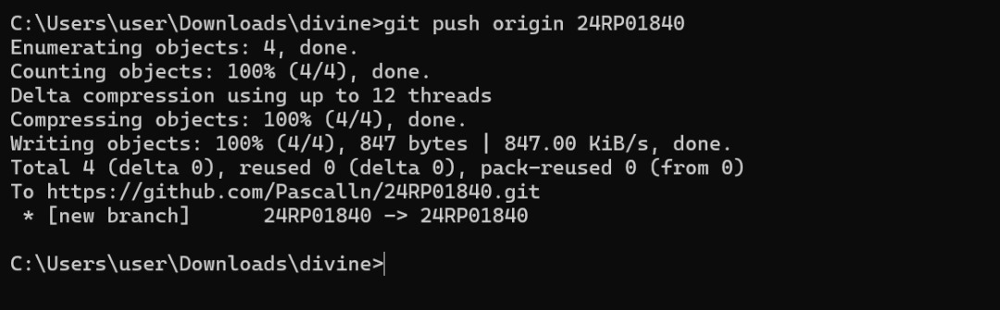 C:\Users\user\Downloads\divine>git push origin 24RP01840
Enumerating objects: 4, done.
Counting objects: 100% (4/4), done.
Delta compression using up to 12 threads
Compressing objects: 100% (4/4), done.
Writing objects: 100% (4/4), 847 bytes | 847.00 KiB/s, done.
Total 4 (delta 0), reused 0 (delta 0), pack-reused 0 (from 0)
To https://github.com/Pascalln/24RP01840.git
 * [new branch]      24RP01840 -> 24RP01840
C:\Users\user\Downloads\divine>